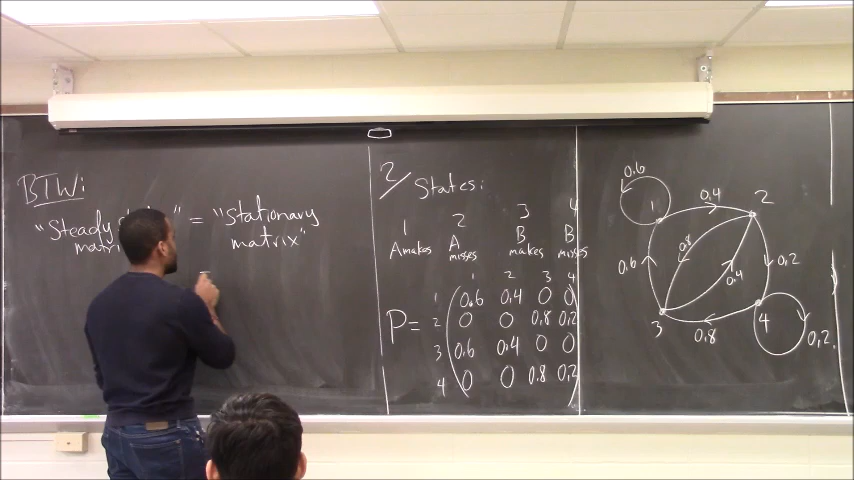 BTW:
"Steady " = "Stationary
matrix"
2/ States:
1 2 3 4
A makes A misses B makes B misses
1 2 3 4
P =
1 0.6 0.4 0 0
2 0 0 0.8 0.2
3 0.6 0.4 0 0
4 0 0 0.8 0.2
0.6
1 0.4 2
0.8
0.6 0.4 0.2
3 4
0.8 0.2